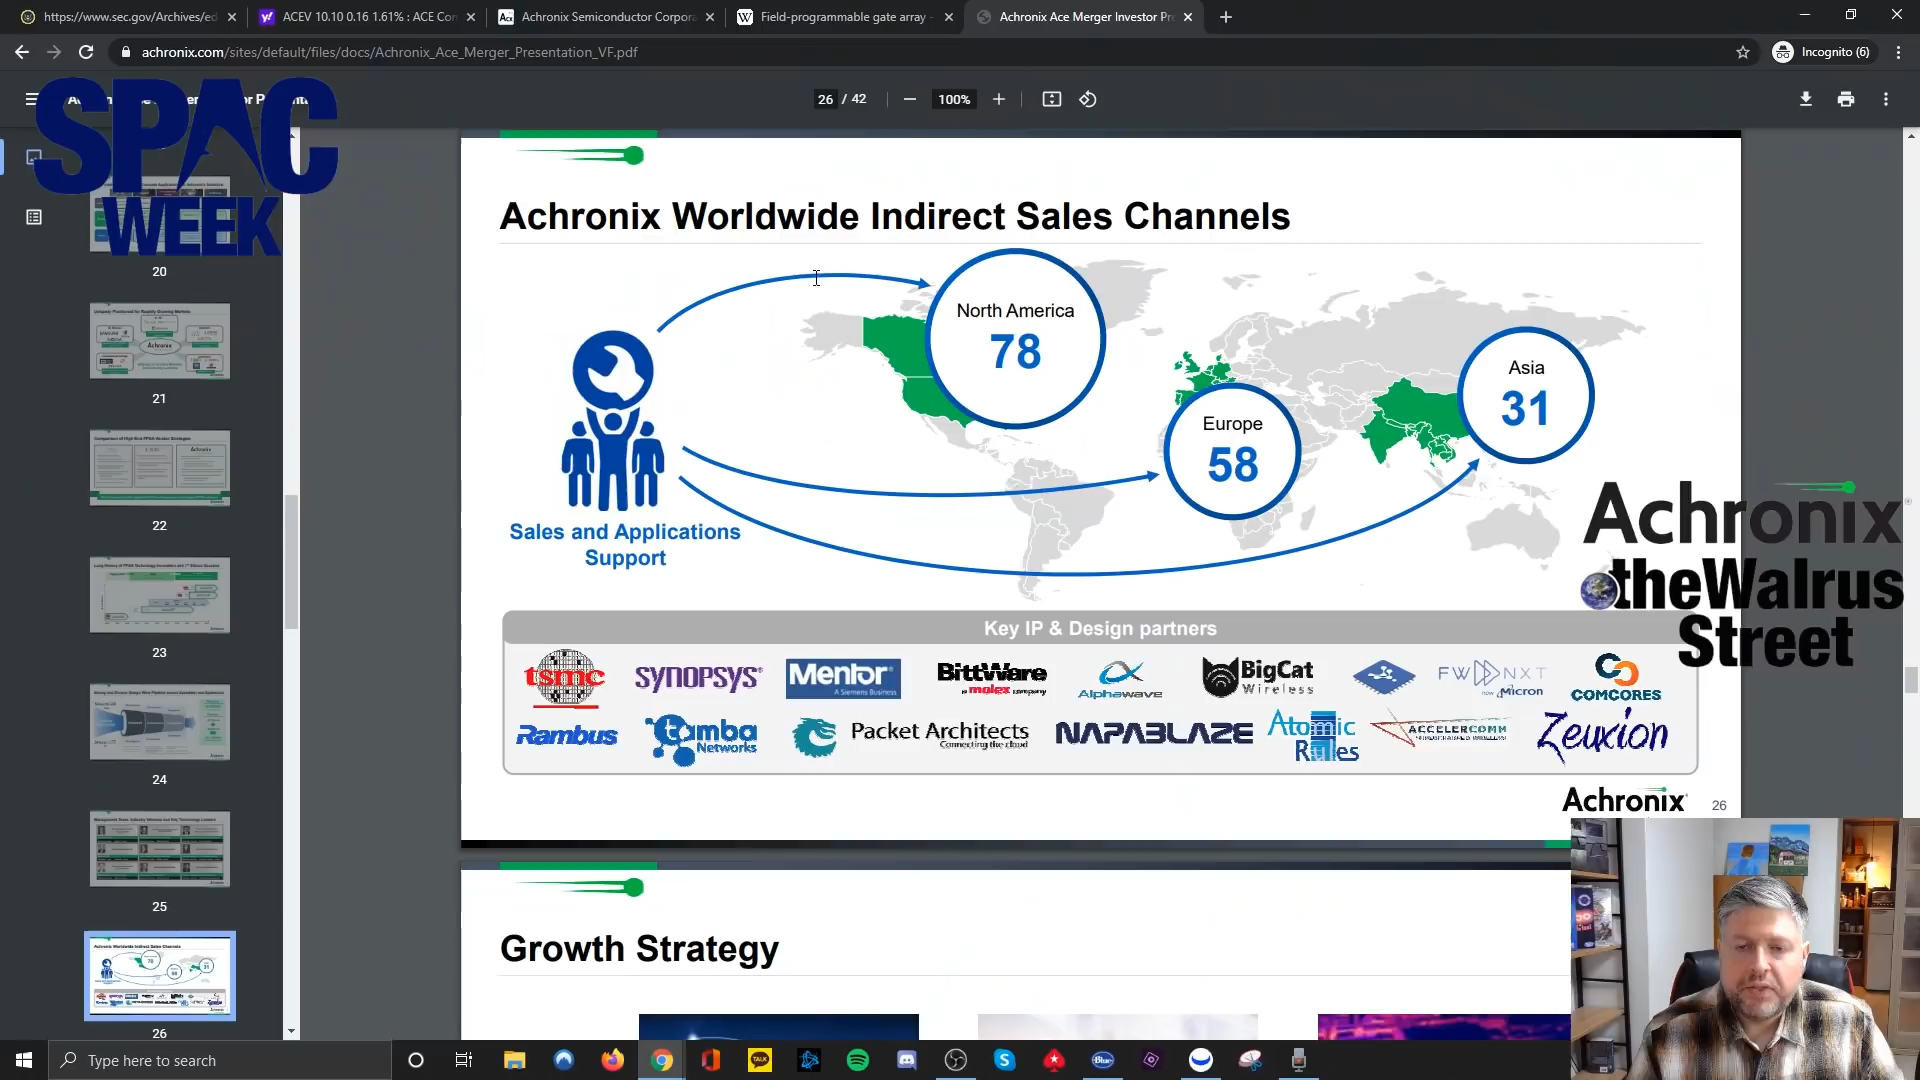 https://www.sec.gov/Archives/ed
ACEV 10.10 0.16 1.61% : ACE Con
Achronix Semiconductor Corpora
Field-programmable gate array -
Achronix Ace Merger Investor Pr
achronix.com/sites/default/files/docs/Achronix_Ace_Merger_Presentation_VF.pdf
Incognito (6)
26 / 42
100%
SPAC
WEEK
20
21
22
23
24
25
26
Achronix Worldwide Indirect Sales Channels
North America
78
Europe
58
Asia
31
Sales and Applications
Support
Achronix
theWalrus
Street
Key IP & Design partners
tsmc
SYNOPSYS
Mentor
A Siemens Business
BittWare
a molex company
Alphawave
BigCat
Wireless
FWDNXT
now Micron
COMCORES
Rambus
tamba
Networks
Packet Architects
Connecting the cloud
NAPABLAZE
Atomic
Rules
ACCELERCOMM
Zeuxion
Achronix
26
Growth Strategy
Type here to search
TALK
Blue